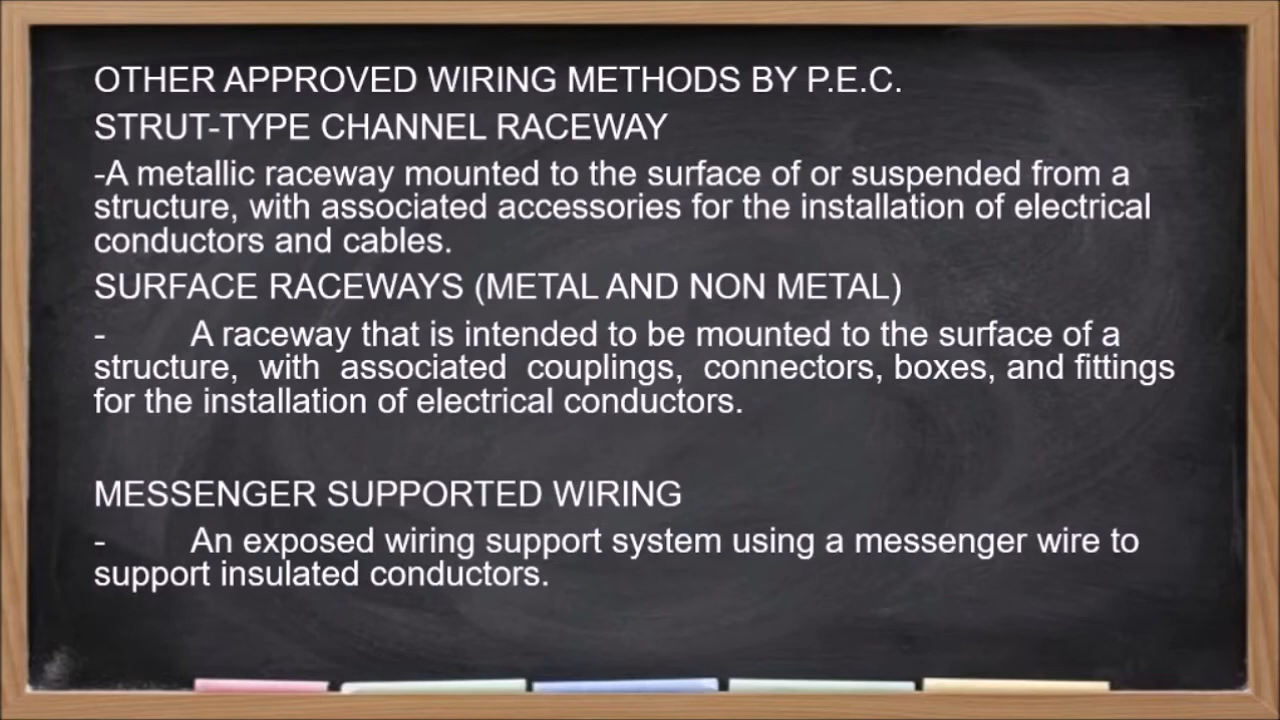 OTHER APPROVED WIRING METHODS BY P.E.C.
STRUT-TYPE CHANNEL RACEWAY
-A metallic raceway mounted to the surface of or suspended from a
structure, with associated accessories for the installation of electrical
conductors and cables.
SURFACE RACEWAYS (METAL AND NON METAL)
- A raceway that is intended to be mounted to the surface of a
structure, with associated couplings, connectors, boxes, and fittings
for the installation of electrical conductors.
MESSENGER SUPPORTED WIRING
- An exposed wiring support system using a messenger wire to
support insulated conductors.